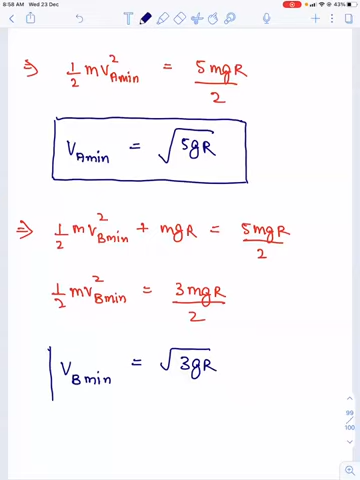 8:58 AM Wed 23 Dec
43%
⇒ 1/2 mv²Amin = 5mgR/2
vAmin = √5gR
⇒ 1/2 mv²Bmin + mgR = 5mgR/2
1/2 mv²Bmin = 3mgR/2
vBmin = √3gR
99
100